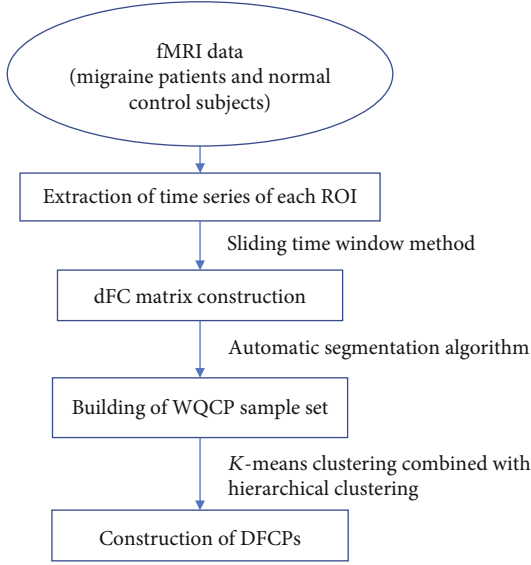 fMRI data
(migraine patients and normal
control subjects)
Extraction of time series of each ROI
Sliding time window method
dFC matrix construction
Automatic segmentation algorithm
Building of WQCP sample set
K-means clustering combined with
hierarchical clustering
Construction of DFCPs